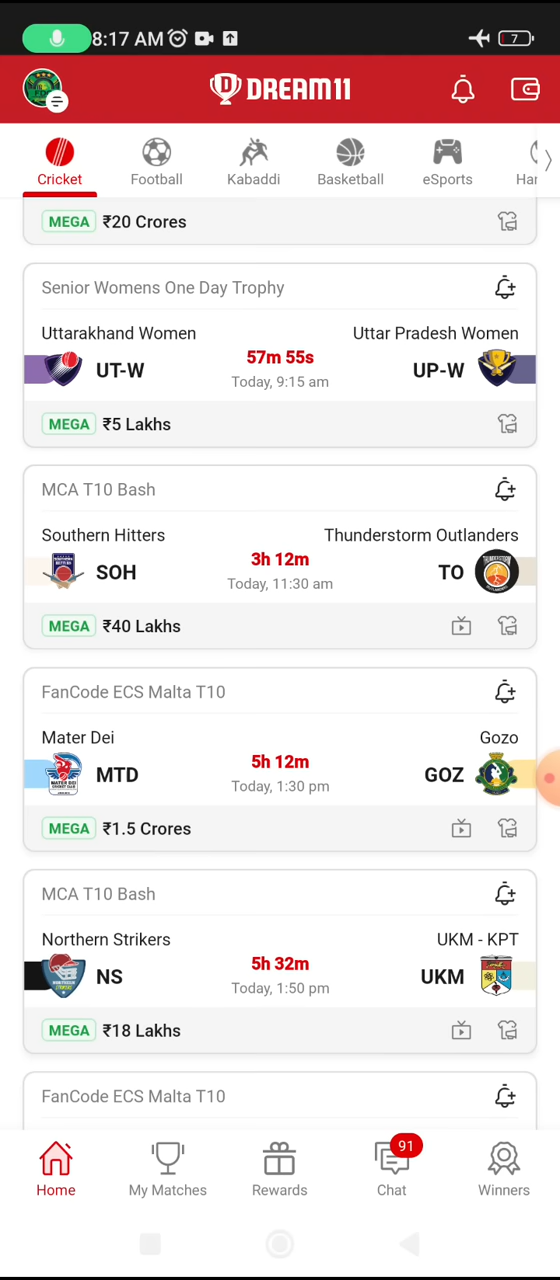 8:17 AM
7
DREAM11
Cricket
Football
Kabaddi
Basketball
eSports
Har
MEGA ₹20 Crores
Senior Womens One Day Trophy
Uttarakhand Women
Uttar Pradesh Women
57m 55s
UT-W
UP-W
Today, 9:15 am
MEGA ₹5 Lakhs
MCA T10 Bash
Southern Hitters
Thunderstorm Outlanders
3h 12m
SOH
TO
Today, 11:30 am
MEGA ₹40 Lakhs
FanCode ECS Malta T10
Mater Dei
Gozo
5h 12m
MTD
GOZ
Today, 1:30 pm
MEGA ₹1.5 Crores
MCA T10 Bash
Northern Strikers
UKM - KPT
5h 32m
NS
UKM
Today, 1:50 pm
MEGA ₹18 Lakhs
FanCode ECS Malta T10
91
Home
My Matches
Rewards
Chat
Winners